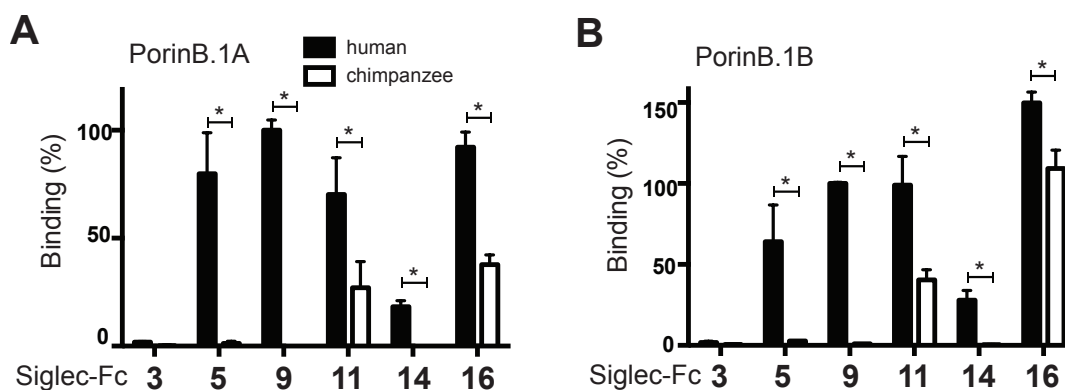 A
PorinB.1A
human
chimpanzee
Binding (%)
100
50
0
* * * * *
Siglec-Fc 3 5 9 11 14 16
B
PorinB.1B
Binding (%)
150
100
50
0
* * * * *
Siglec-Fc 3 5 9 11 14 16